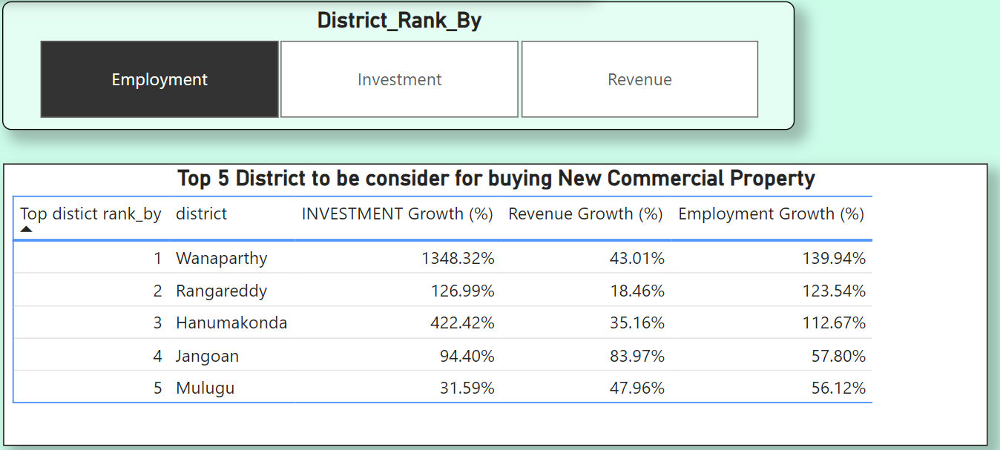 District_Rank_By
Employment Investment Revenue
Top 5 District to be consider for buying New Commercial Property
Top distict rank_by district INVESTMENT Growth (%) Revenue Growth (%) Employment Growth (%)
1 Wanaparthy 1348.32% 43.01% 139.94%
2 Rangareddy 126.99% 18.46% 123.54%
3 Hanumakonda 422.42% 35.16% 112.67%
4 Jangoan 94.40% 83.97% 57.80%
5 Mulugu 31.59% 47.96% 56.12%